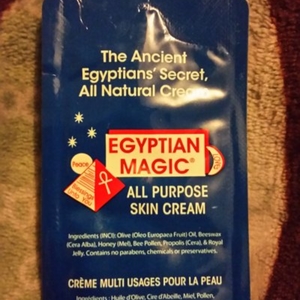 The Ancient
Egyptians' Secret,
All Natural Cream
EGYPTIAN
MAGIC®
Peace
ALL PURPOSE
SKIN CREAM
Ingredients (INCI): Olive (Oleo Europaea Fruit) Oil, Beeswax
(Cera Alba), Honey (Mel), Bee Pollen, Propolis (Cera), & Royal
Jelly. Contains no parabens, chemicals or preservatives.
CRÈME MULTI USAGES POUR LA PEAU
Ingrédients : Huile d'Olive, Cire d'Abeille, Miel, Pollen,